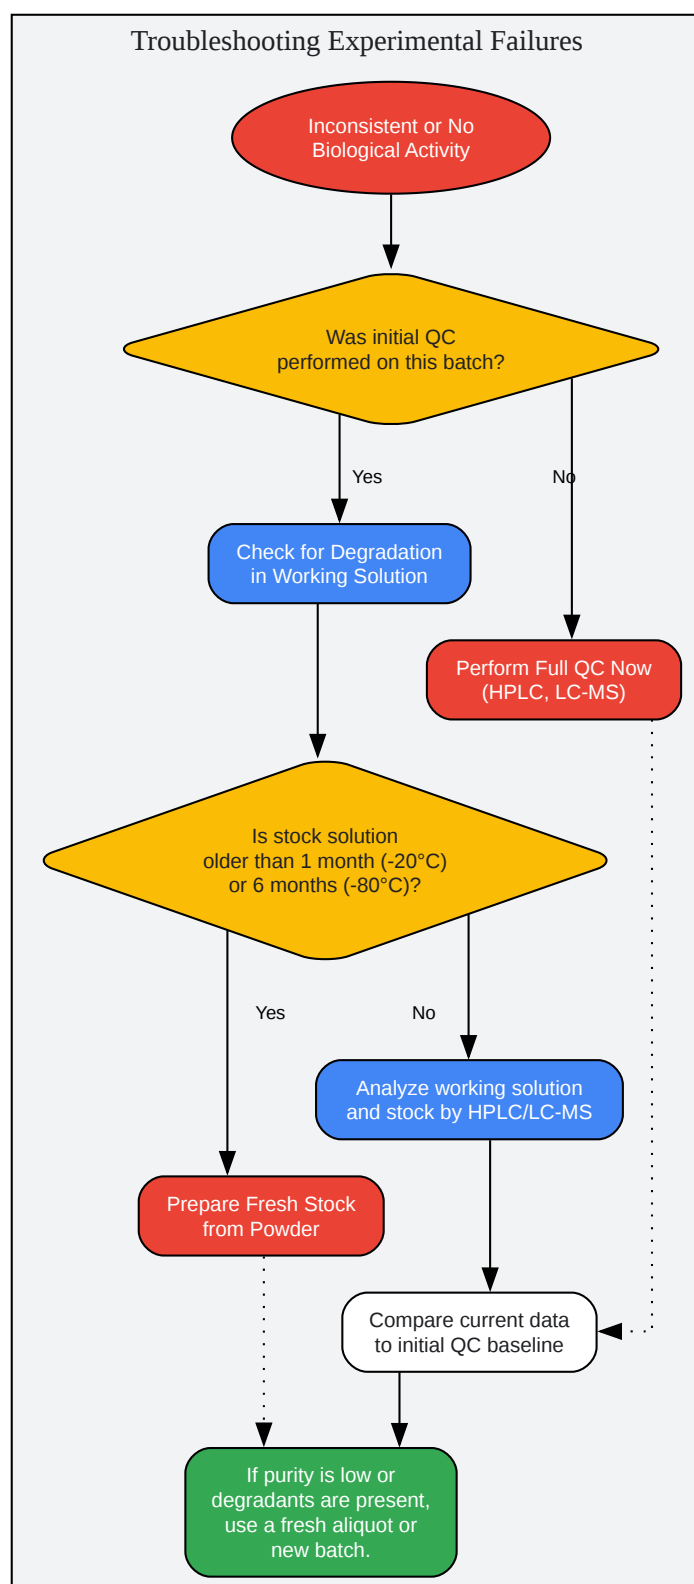 Troubleshooting Experimental Failures
Inconsistent or No
Biological Activity
Was initial QC
performed on this batch?
Yes
No
Check for Degradation
in Working Solution
Perform Full QC Now
(HPLC, LC-MS)
Is stock solution
older than 1 month (-20°C)
or 6 months (-80°C)?
Yes
No
Analyze working solution
and stock by HPLC/LC-MS
Prepare Fresh Stock
from Powder
Compare current data
to initial QC baseline
If purity is low or
degradants are present,
use a fresh aliquot or
new batch.